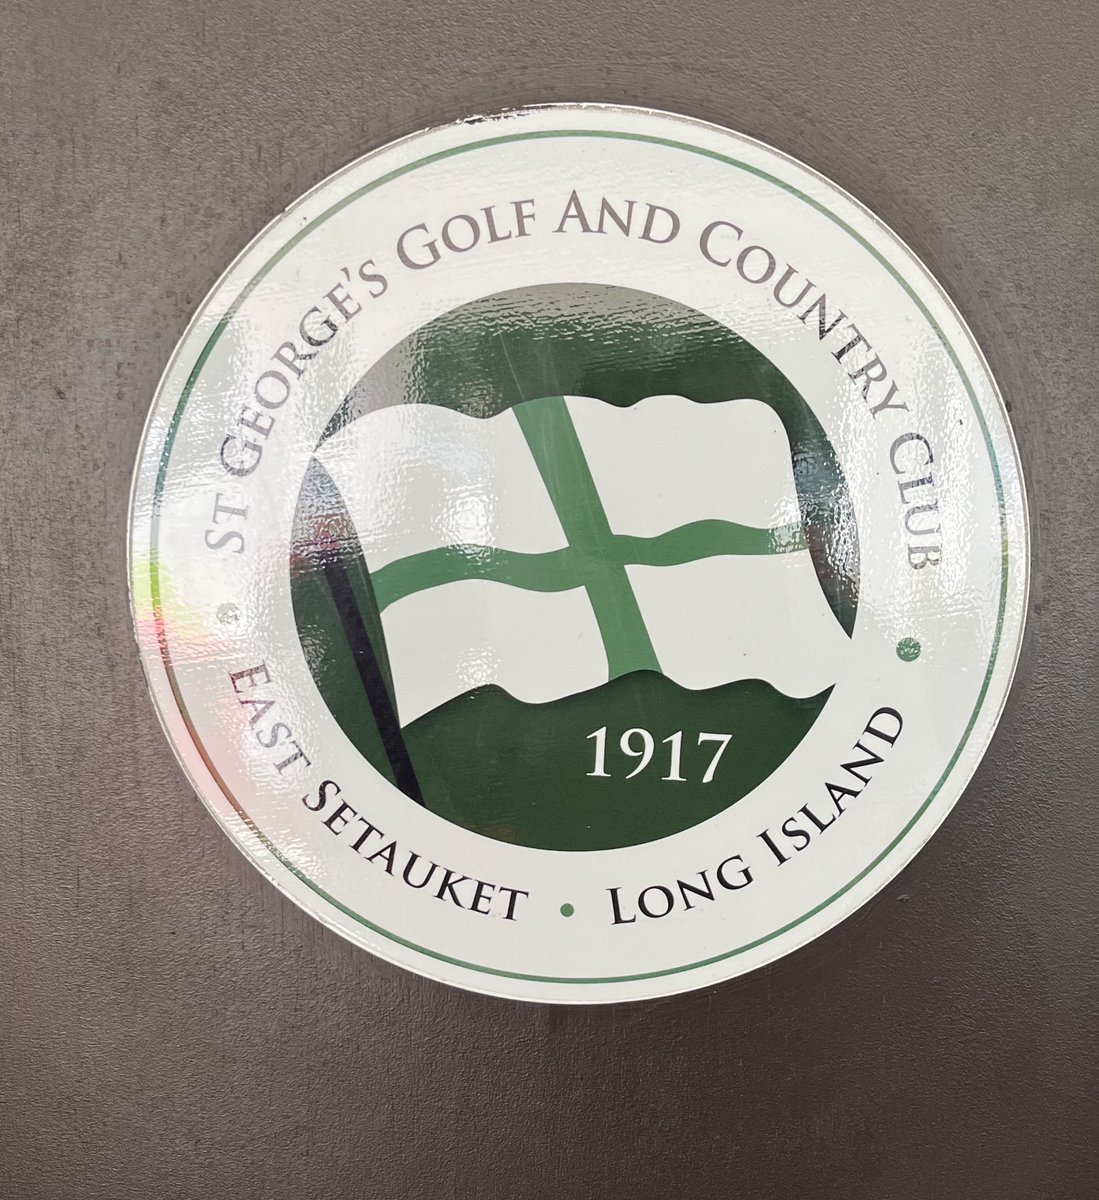 ST GEORGE'S GOLF AND COUNTRY CLUB
1917
EAST SETAUKET • LONG ISLAND